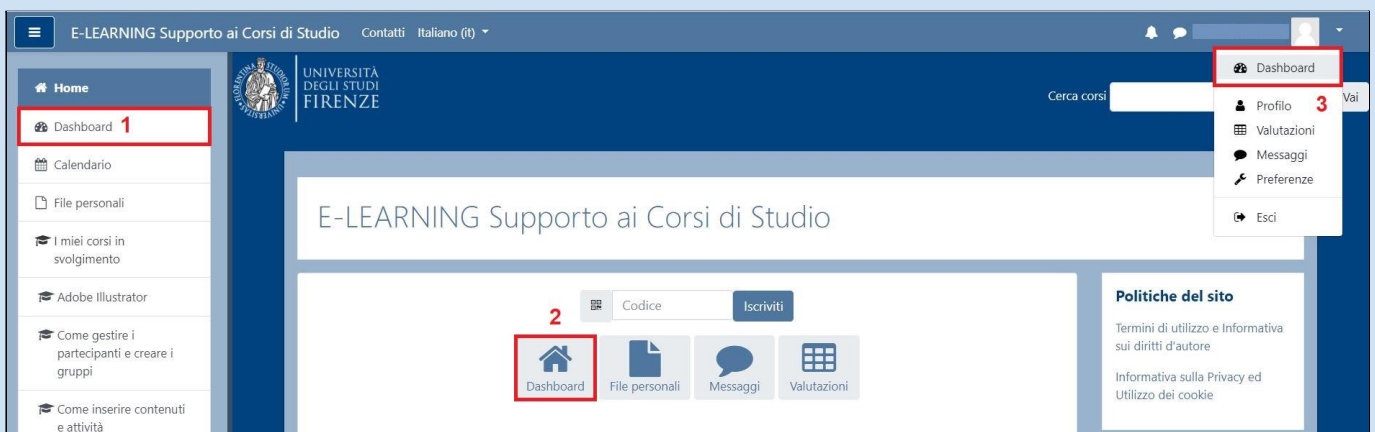 E-LEARNING Supporto ai Corsi di Studio Contatti Italiano (it)
Home
Dashboard 1
Calendario
File personali
I miei corsi in
svolgimento
Adobe Illustrator
Come gestire i
partecipanti e creare i
gruppi
Come inserire contenuti
e attività
UNIVERSITÀ
DEGLI STUDI
FIRENZE
Cerca corsi
Vai
Dashboard
3
Profilo
Valutazioni
Messaggi
Preferenze
Esci
E-LEARNING Supporto ai Corsi di Studio
Codice Iscriviti
2
Dashboard File personali Messaggi Valutazioni
Politiche del sito
Termini di utilizzo e Informativa
sui diritti d'autore
Informativa sulla Privacy ed
Utilizzo dei cookie